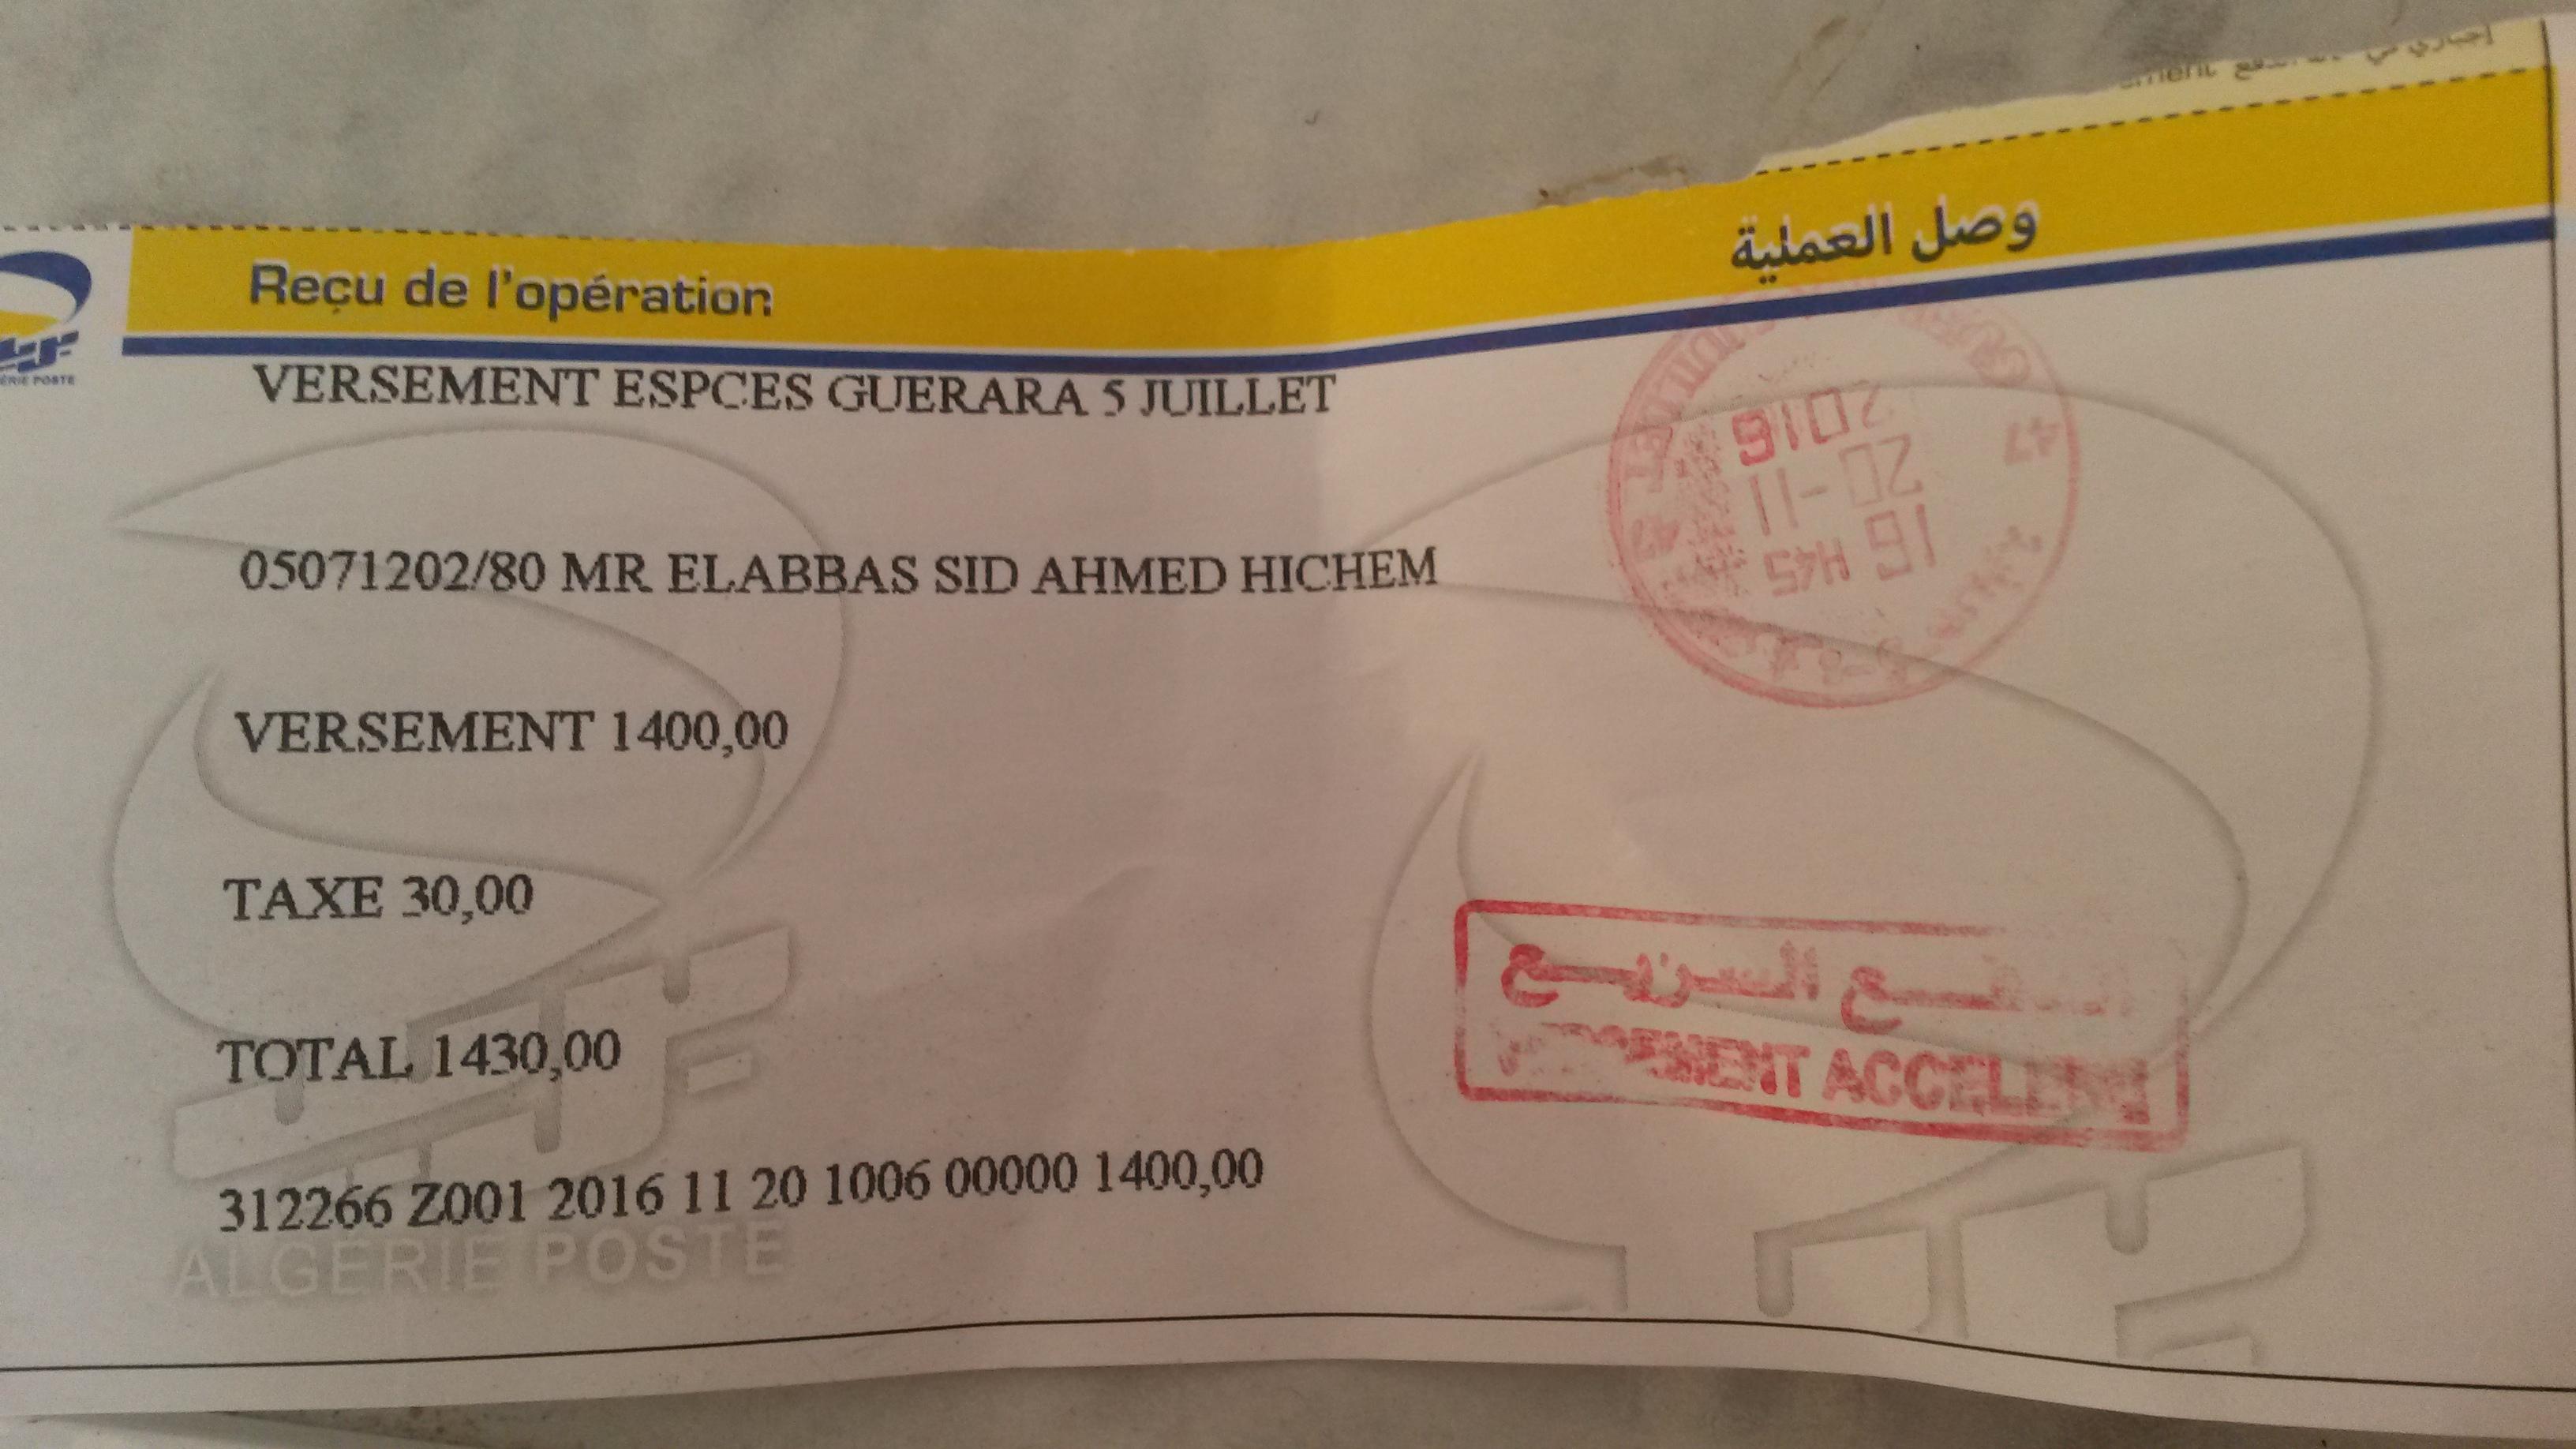 Reçu de l'opération
وصل العملية
VERSEMENT ESPCES GUERARA 5 JUILLET
2016
20-11
16 H45
47
05071202/80 MR ELABBAS SID AHMED HICHEM
VERSEMENT 1400,00
TAXE 30,00
السريع
ACCELERE
TOTAL 1430,00
312266 Z001 2016 11 20 1006 00000 1400,00
ALGERIE POSTE